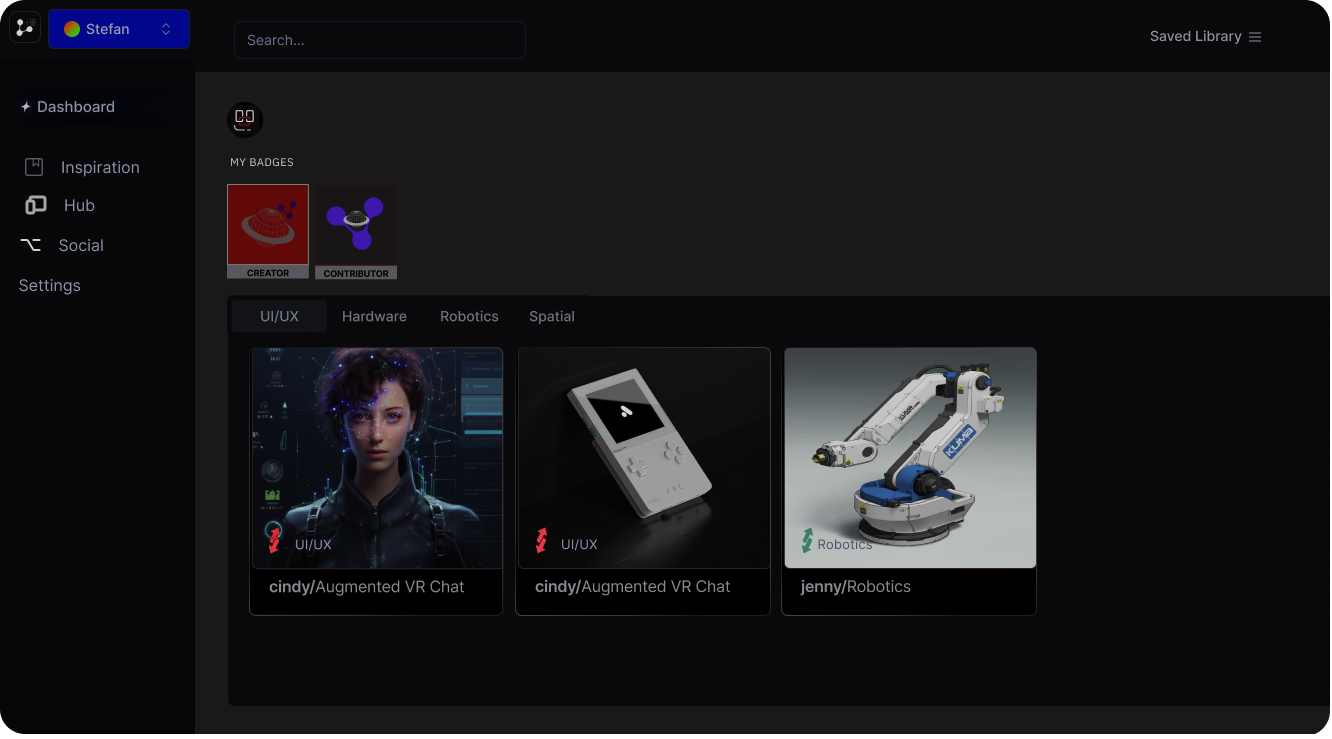 Stefan
Search...
Saved Library
Dashboard
Inspiration
Hub
Social
Settings
MY BADGES
CREATOR
CONTRIBUTOR
UI/UX
Hardware
Robotics
Spatial
UI/UX
cindy/Augmented VR Chat
UI/UX
cindy/Augmented VR Chat
KUMA
Robotics
jenny/Robotics